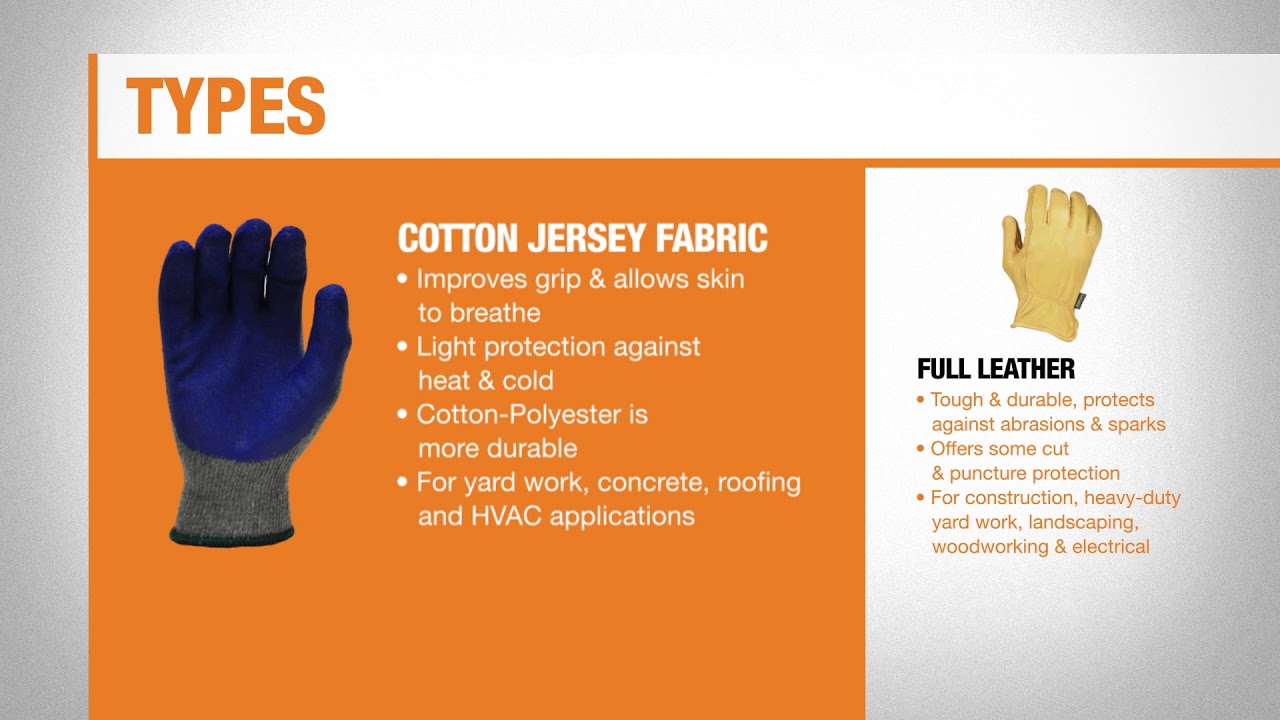 TYPES
COTTON JERSEY FABRIC
• Improves grip & allows skin
to breathe
• Light protection against
heat & cold
• Cotton-Polyester is
more durable
• For yard work, concrete, roofing
and HVAC applications
FULL LEATHER
• Tough & durable, protects
against abrasions & sparks
• Offers some cut
& puncture protection
• For construction, heavy-duty
yard work, landscaping,
woodworking & electrical